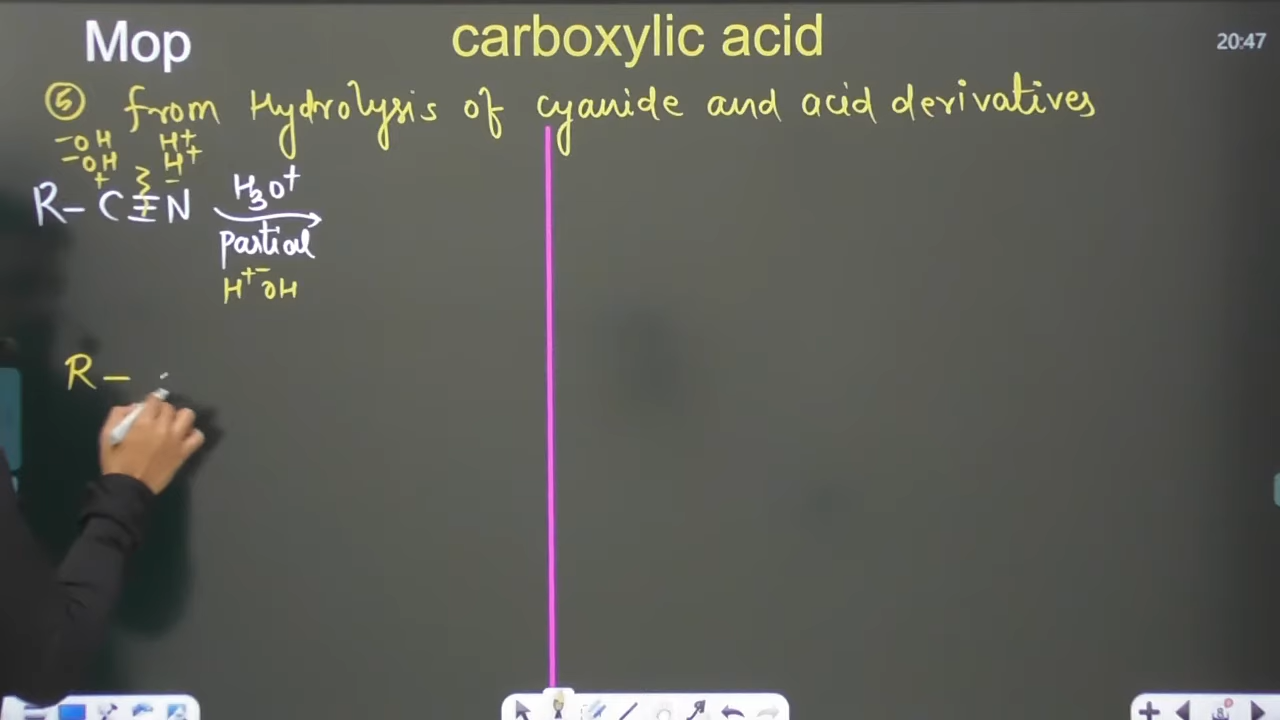 Mop
carboxylic acid
20:47
⑤ from Hydrolysis of cyanide and acid derivatives
-OH H+
-OH H+
+ -
R-C≡N H3O+
partial
H+ -OH
R-